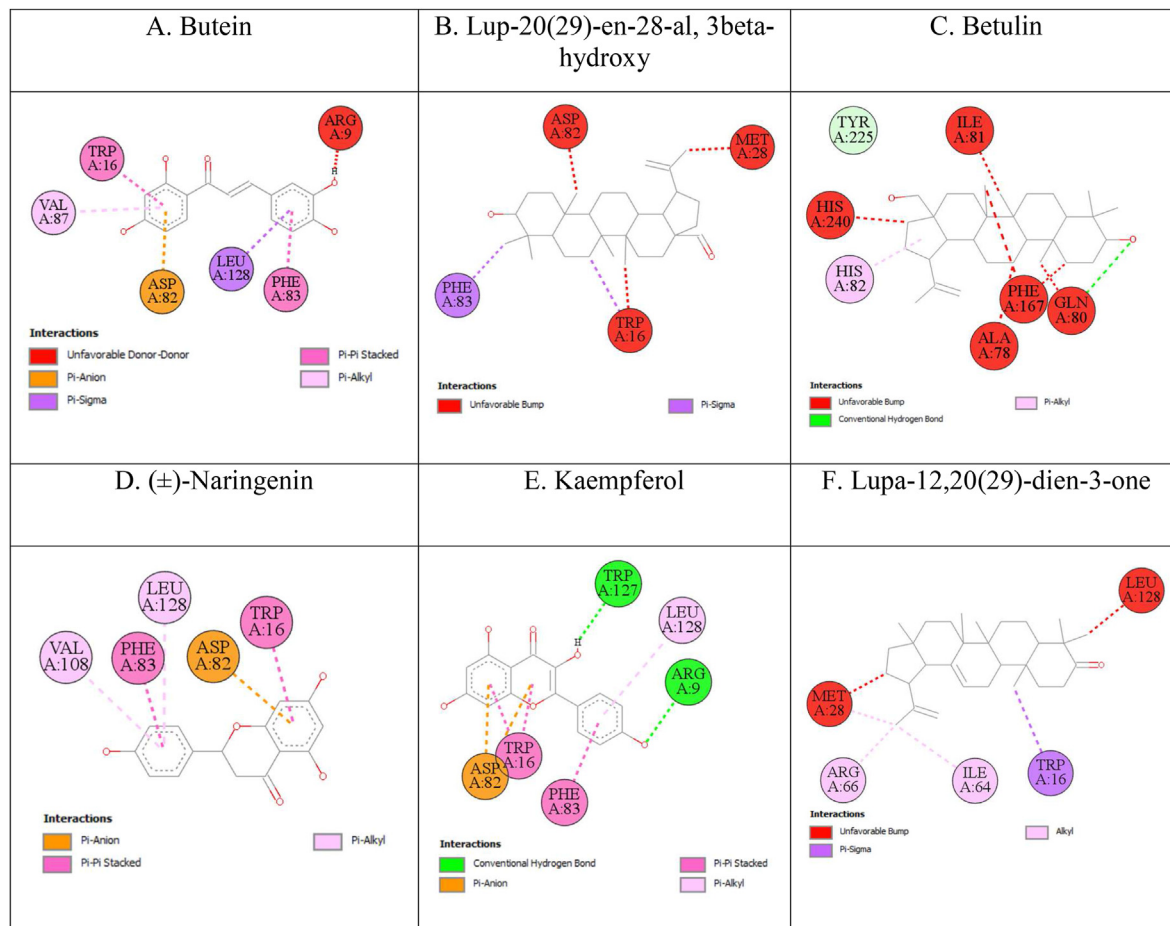 A. Butein
B. Lup-20(29)-en-28-al, 3beta-
hydroxy
C. Betulin
ARG
A:9
TRP
A:16
VAL
A:87
H
O
O
O
O
O
ASP
A:82
LEU
A:128
PHE
A:83
Interactions
Unfavorable Donor-Donor
Pi-Anion
Pi-Sigma
Pi-Pi Stacked
Pi-Alkyl
ASP
A:82
MET
A:28
O
O
PHE
A:83
TRP
A:16
Interactions
Unfavorable Bump
Pi-Sigma
TYR
A:225
ILE
A:81
HIS
A:240
O
O
HIS
A:82
PHE
A:167
GLN
A:80
ALA
A:78
Interactions
Unfavorable Bump
Conventional Hydrogen Bond
Pi-Alkyl
D. (±)-Naringenin
E. Kaempferol
F. Lupa-12,20(29)-dien-3-one
LEU
A:128
TRP
A:16
VAL
A:108
PHE
A:83
ASP
A:82
O
O
O
O
O
Interactions
Pi-Anion
Pi-Pi Stacked
Pi-Alkyl
TRP
A:127
LEU
A:128
ARG
A:9
H
O
O
O
O
O
O
TRP
A:16
ASP
A:82
PHE
A:83
Interactions
Conventional Hydrogen Bond
Pi-Anion
Pi-Pi Stacked
Pi-Alkyl
LEU
A:128
O
MET
A:28
ARG
A:66
ILE
A:64
TRP
A:16
Interactions
Unfavorable Bump
Pi-Sigma
Alkyl